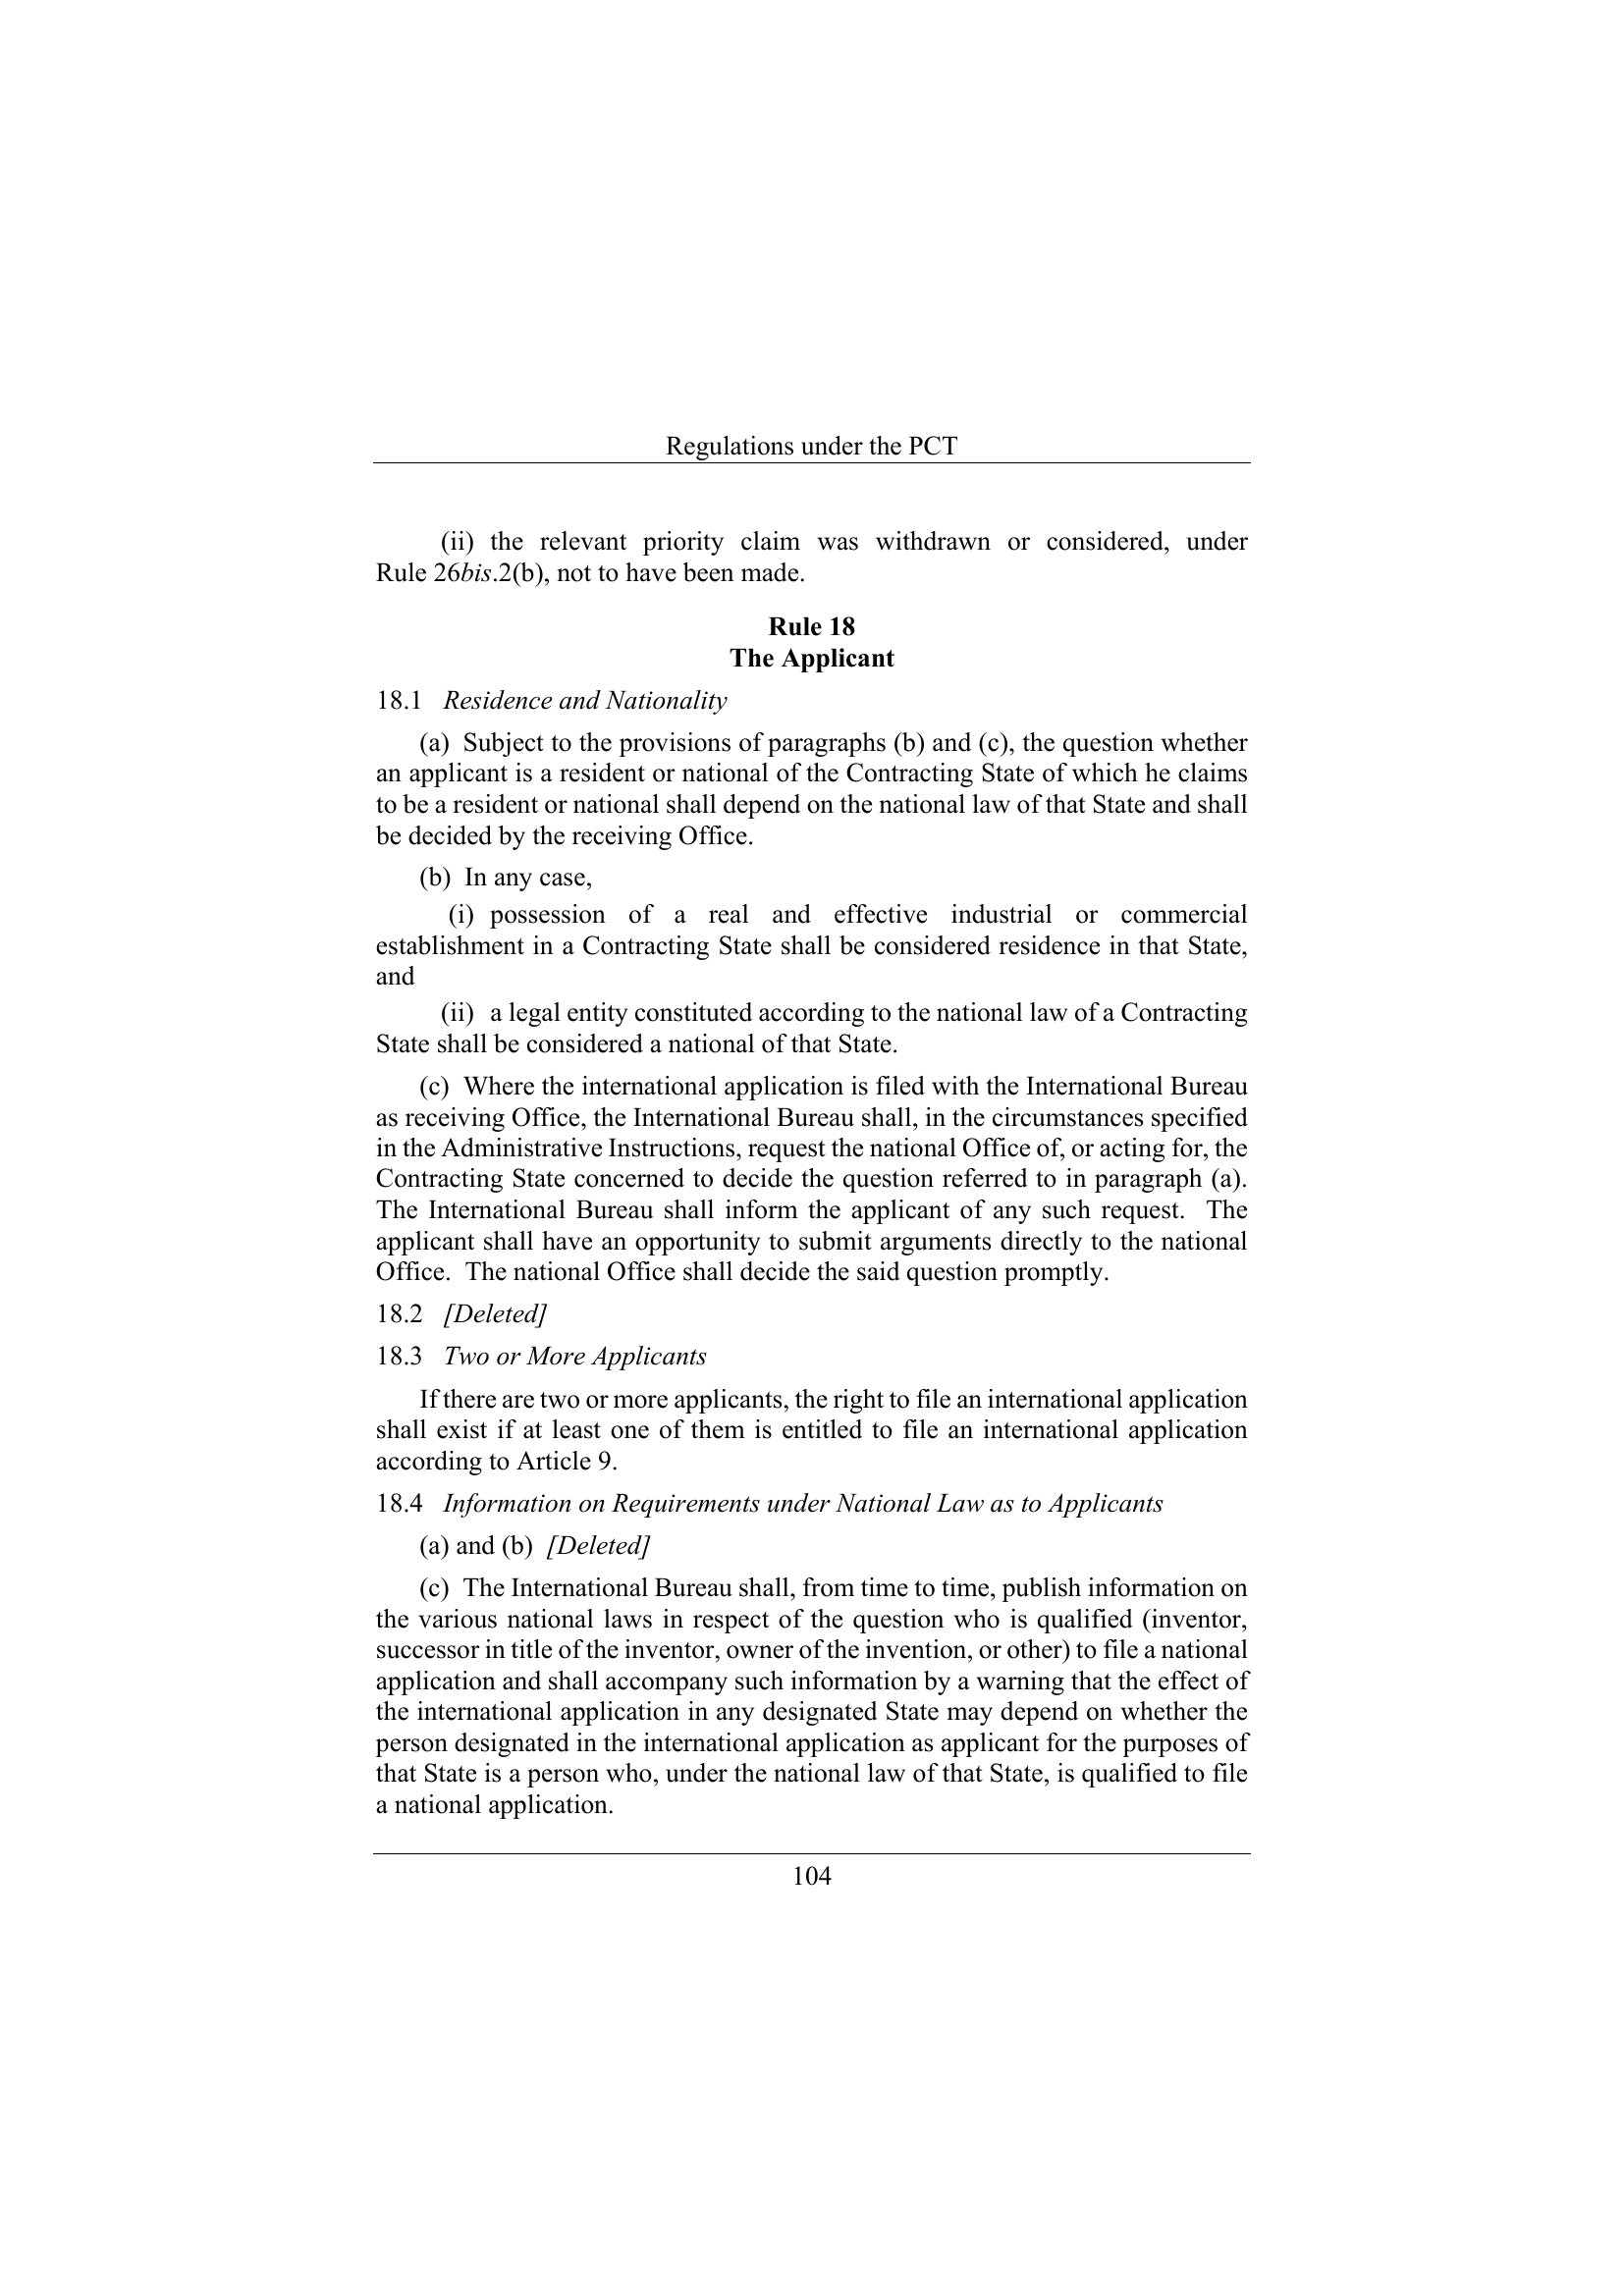 Regulations under the PCT
(ii) the relevant priority claim was withdrawn or considered, under
Rule 26bis.2(b), not to have been made.
Rule 18
The Applicant
18.1 Residence and Nationality
(a) Subject to the provisions of paragraphs (b) and (c), the question whether
an applicant is a resident or national of the Contracting State of which he claims
to be a resident or national shall depend on the national law of that State and shall
be decided by the receiving Office.
(b) In any case,
(i) possession of a real and effective industrial or commercial
establishment in a Contracting State shall be considered residence in that State,
and
(ii) a legal entity constituted according to the national law of a Contracting
State shall be considered a national of that State.
(c) Where the international application is filed with the International Bureau
as receiving Office, the International Bureau shall, in the circumstances specified
in the Administrative Instructions, request the national Office of, or acting for, the
Contracting State concerned to decide the question referred to in paragraph (a).
The International Bureau shall inform the applicant of any such request. The
applicant shall have an opportunity to submit arguments directly to the national
Office. The national Office shall decide the said question promptly.
18.2 [Deleted]
18.3 Two or More Applicants
If there are two or more applicants, the right to file an international application
shall exist if at least one of them is entitled to file an international application
according to Article 9.
18.4 Information on Requirements under National Law as to Applicants
(a) and (b) [Deleted]
(c) The International Bureau shall, from time to time, publish information on
the various national laws in respect of the question who is qualified (inventor,
successor in title of the inventor, owner of the invention, or other) to file a national
application and shall accompany such information by a warning that the effect of
the international application in any designated State may depend on whether the
person designated in the international application as applicant for the purposes of
that State is a person who, under the national law of that State, is qualified to file
a national application.
104